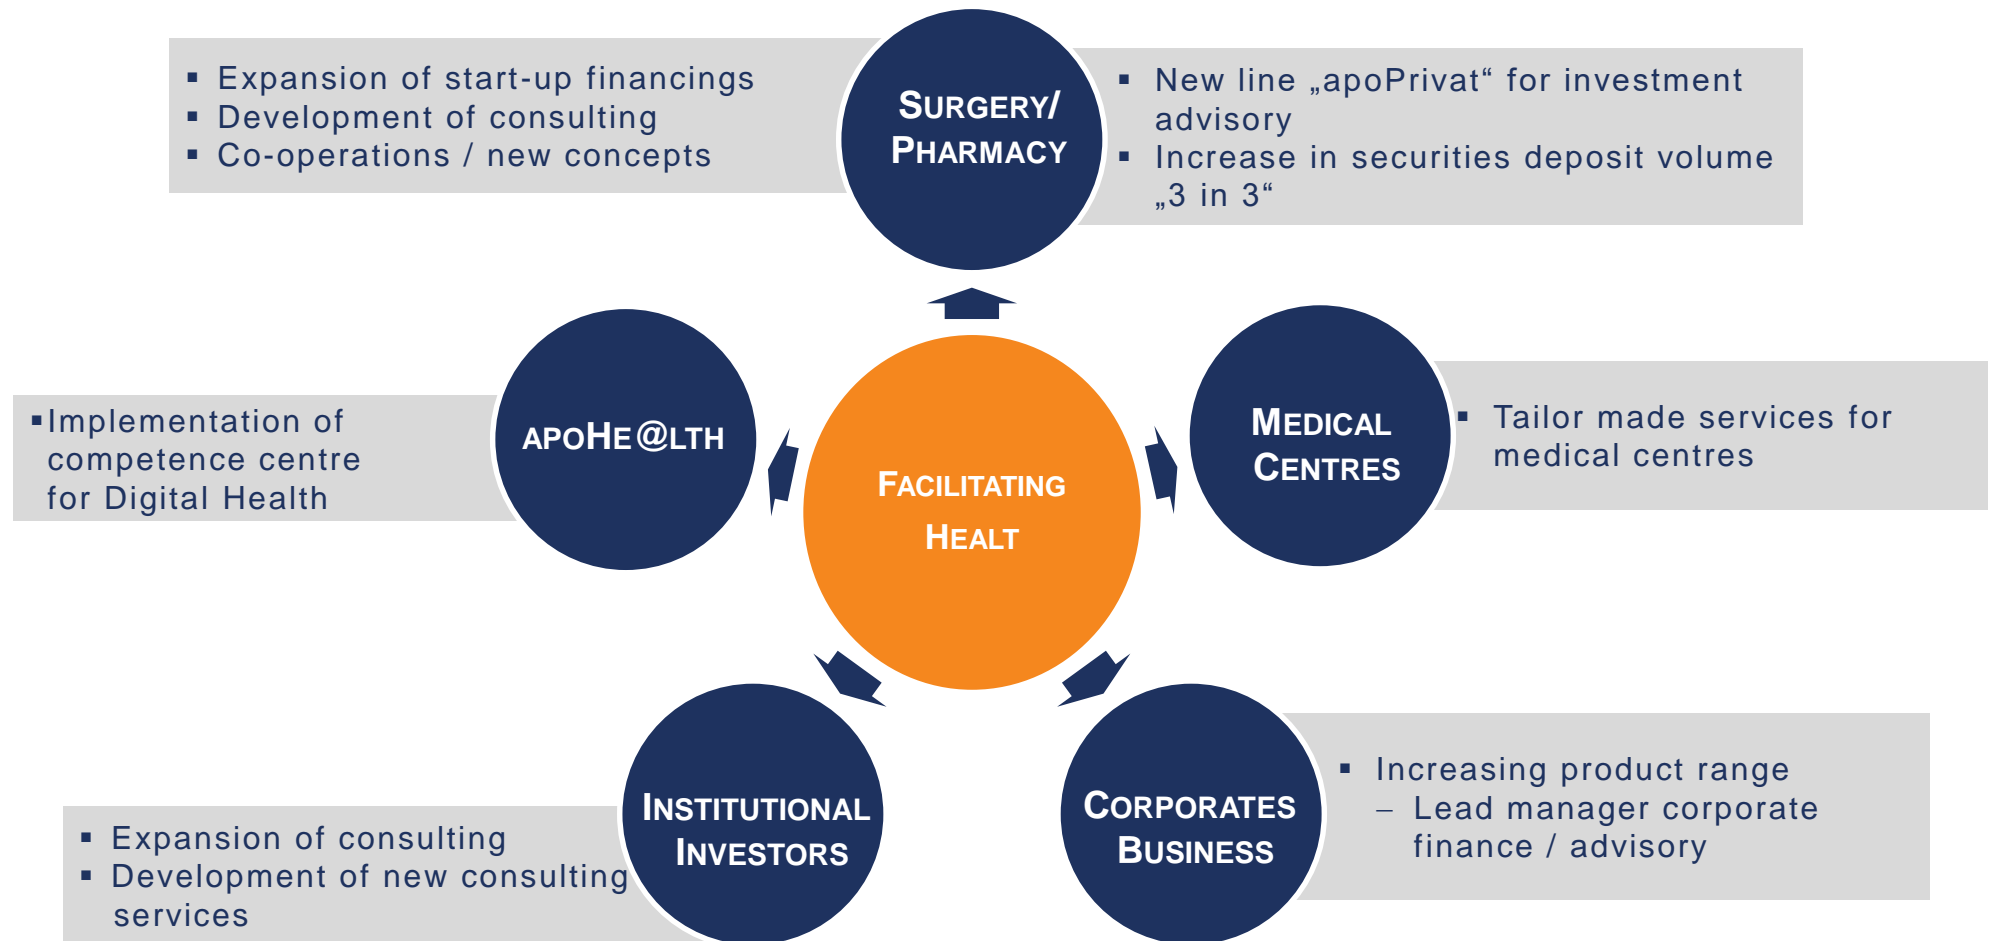 ▪ Expansion of start-up financings
▪ Development of consulting
▪ Co-operations / new concepts
SURGERY/
PHARMACY
▪ New line „apoPrivat“ for investment
advisory
▪ Increase in securities deposit volume
„3 in 3“
▪Implementation of
competence centre
for Digital Health
APOHE@LTH
FACILITATING
HEALT
MEDICAL
CENTRES
▪ Tailor made services for
medical centres
▪ Expansion of consulting
▪ Development of new consulting
services
INSTITUTIONAL
INVESTORS
CORPORATES
BUSINESS
▪ Increasing product range
– Lead manager corporate
finance / advisory